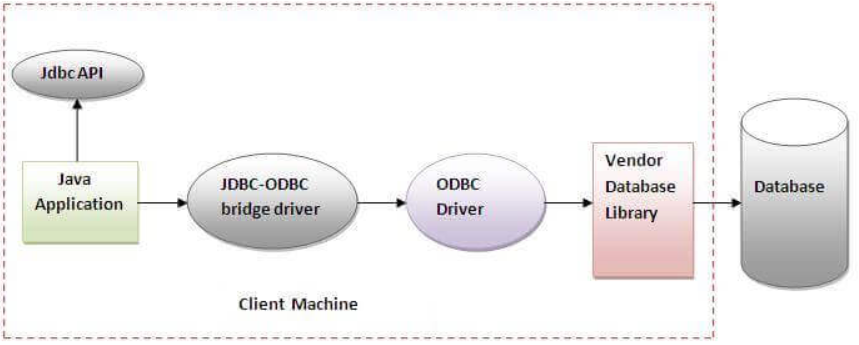 Jdbc API
Java
Application
JDBC-ODBC
bridge driver
ODBC
Driver
Vendor
Database
Library
Database
Client Machine